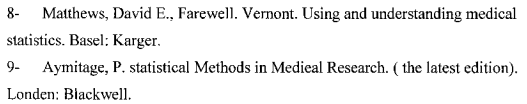 8- Matthews, David E., Farewell. Vernont. Using and understanding medical
statistics. Basel: Karger.
9- Aymitage, P. statistical Methods in Medieal Research. ( the latest edition).
Londen: Blackwell.